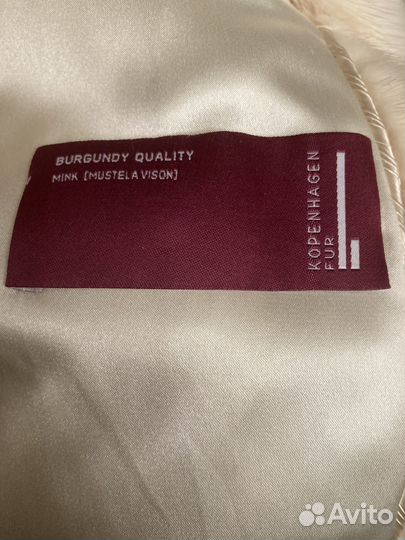 BURGUNDY QUALITY
MINK [MUSTELA VISON]
KOPENHAGEN
FUR
Avito